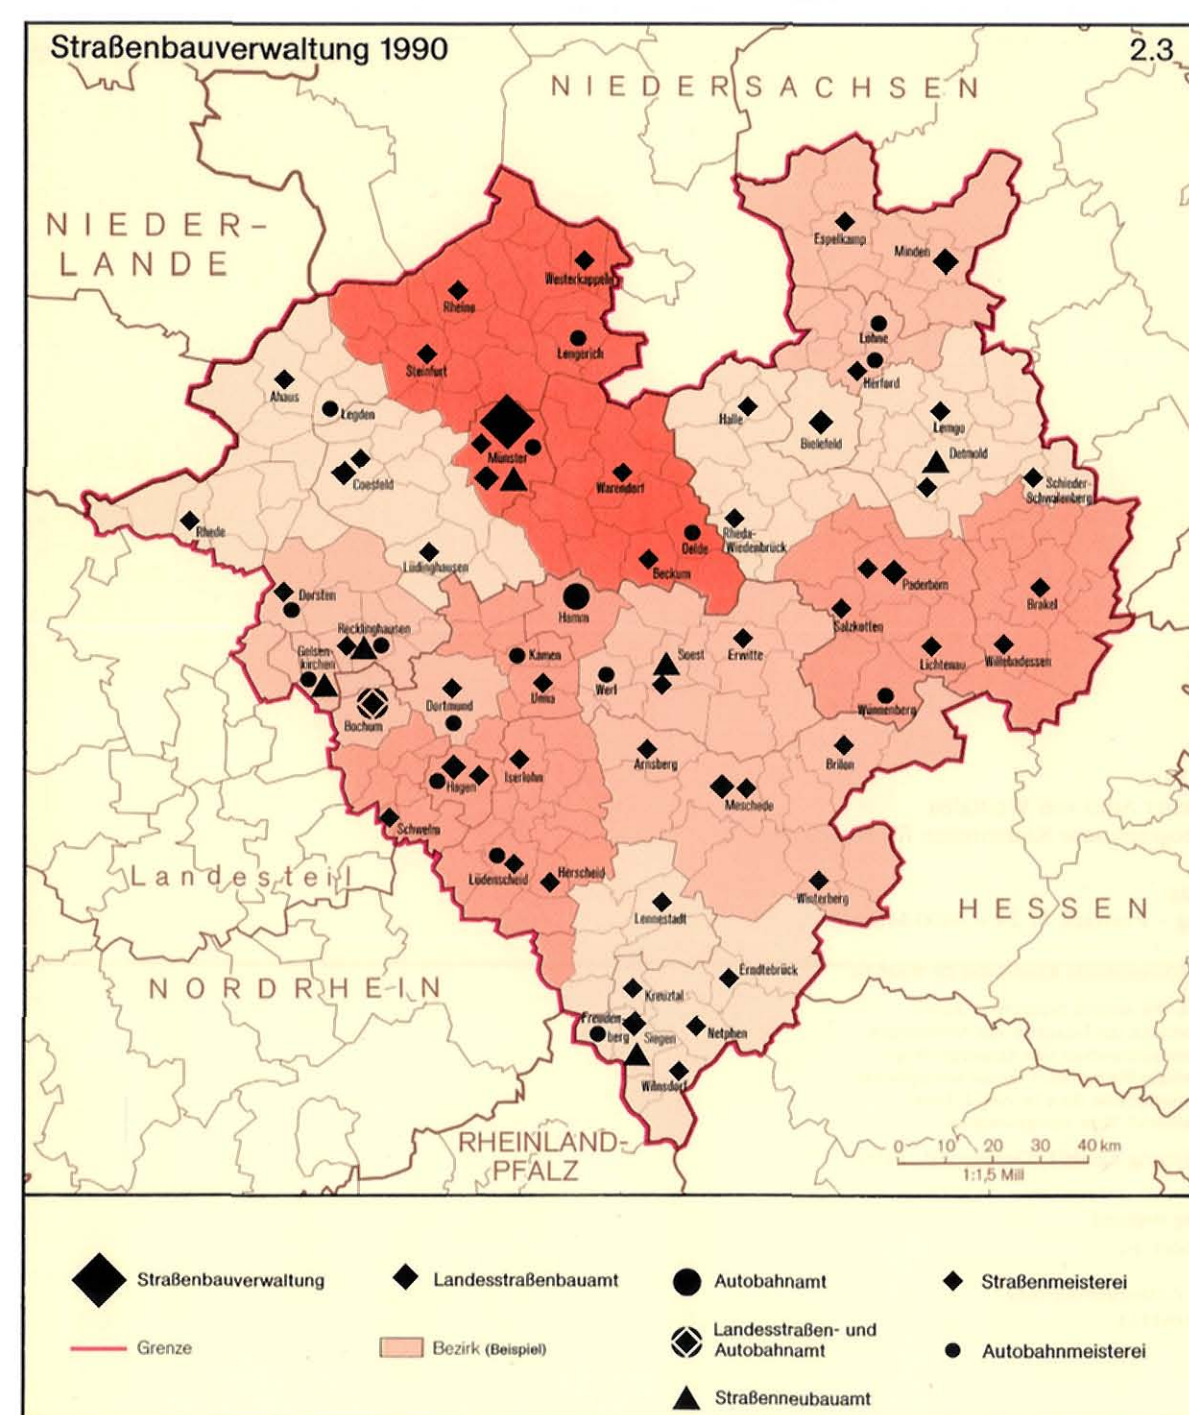 Straßenbauverwaltung 1990
2.3
NIEDERSACHSEN
NIEDER-
LANDE
Espelkamp
Minden
Westerkappeln
Rheine
Löhne
Lengerich
Steinfurt
Herford
Ahaus
Legden
Halle
Bielefeld
Lemgo
Münster
Detmold
Coesfeld
Warendorf
Schieder-
Schwalenberg
Rhede
Oelde
Rheda-
Wiedenbrück
Lüdinghausen
Beckum
Paderborn
Dorsten
Hamm
Brakel
Salzkotten
Recklinghausen
Gelsen-
kirchen
Kamen
Soest
Erwitte
Lichtenau
Willebadessen
Werl
Unna
Dortmund
Wünnenberg
Bochum
Arnsberg
Brilon
Hagen
Iserlohn
Meschede
Schwelm
Landesteil
Lüdenscheid
Herscheid
Winterberg
Lennestadt
HESSEN
Erndtebrück
NORDRHEIN
Kreuztal
Freuden-
berg
Siegen
Netphen
Wilnsdorf
RHEINLAND-
PFALZ
0 10 20 30 40 km
1:1,5 Mill
Straßenbauverwaltung
Landesstraßenbauamt
Autobahnamt
Straßenmeisterei
Grenze
Bezirk (Beispiel)
Landesstraßen- und
Autobahnamt
Autobahnmeisterei
Straßenneubauamt